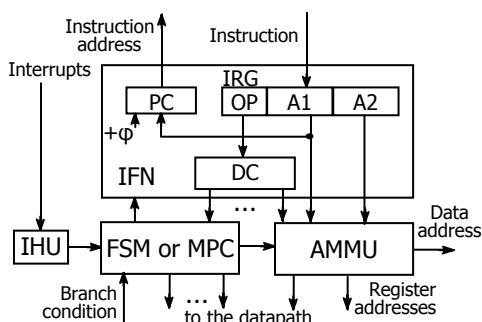 Instruction
address
Instruction
Interrupts
IRG
PC
OP
A1
A2
+φ
DC
IFN
...
IHU
FSM or MPC
AMMU
Data
address
Branch
condition
...
to the datapath
Register
addresses